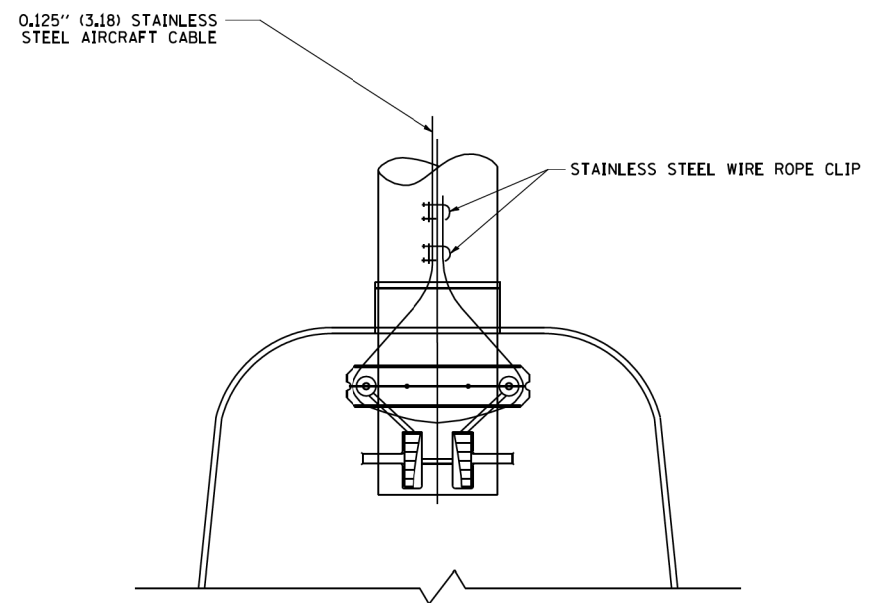 0.125" (3.18) STAINLESS
STEEL AIRCRAFT CABLE
STAINLESS STEEL WIRE ROPE CLIP